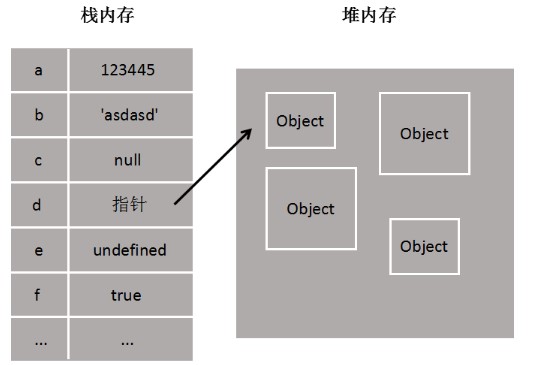 栈内存
堆内存
a 123445
b 'asdasd'
c null
d 指针
e undefined
f true
... ...
Object
Object
Object
Object